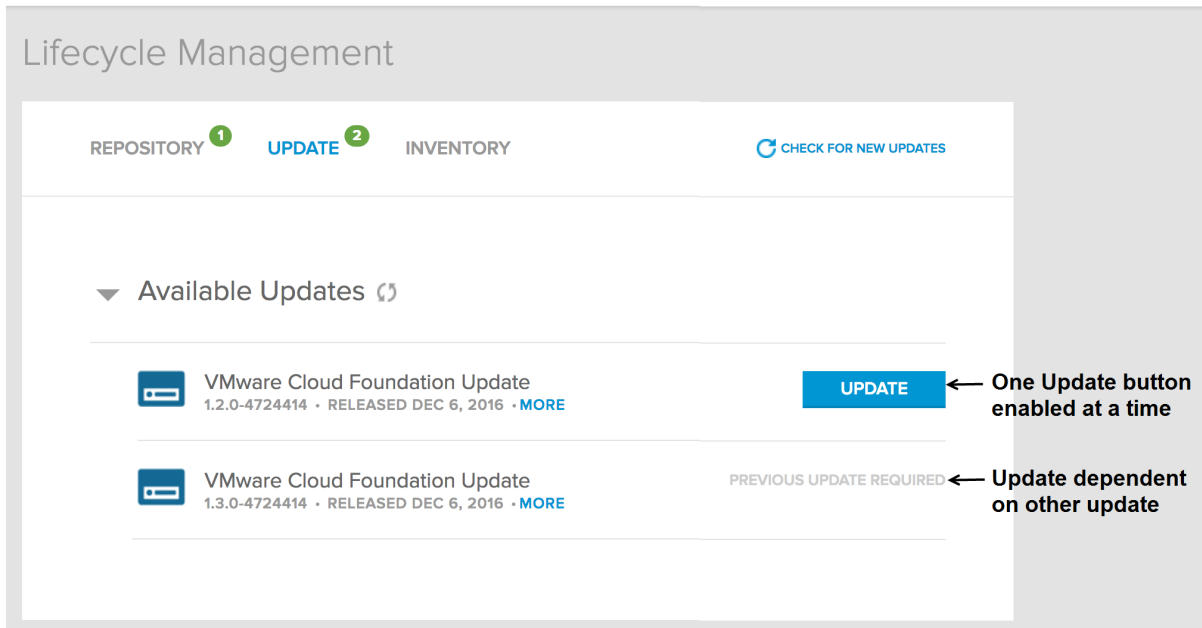 Lifecycle Management
REPOSITORY 1 UPDATE 2 INVENTORY CHECK FOR NEW UPDATES
Available Updates
VMware Cloud Foundation Update
1.2.0-4724414 • RELEASED DEC 6, 2016 • MORE
UPDATE
One Update button
enabled at a time
VMware Cloud Foundation Update
1.3.0-4724414 • RELEASED DEC 6, 2016 • MORE
PREVIOUS UPDATE REQUIRED
Update dependent
on other update